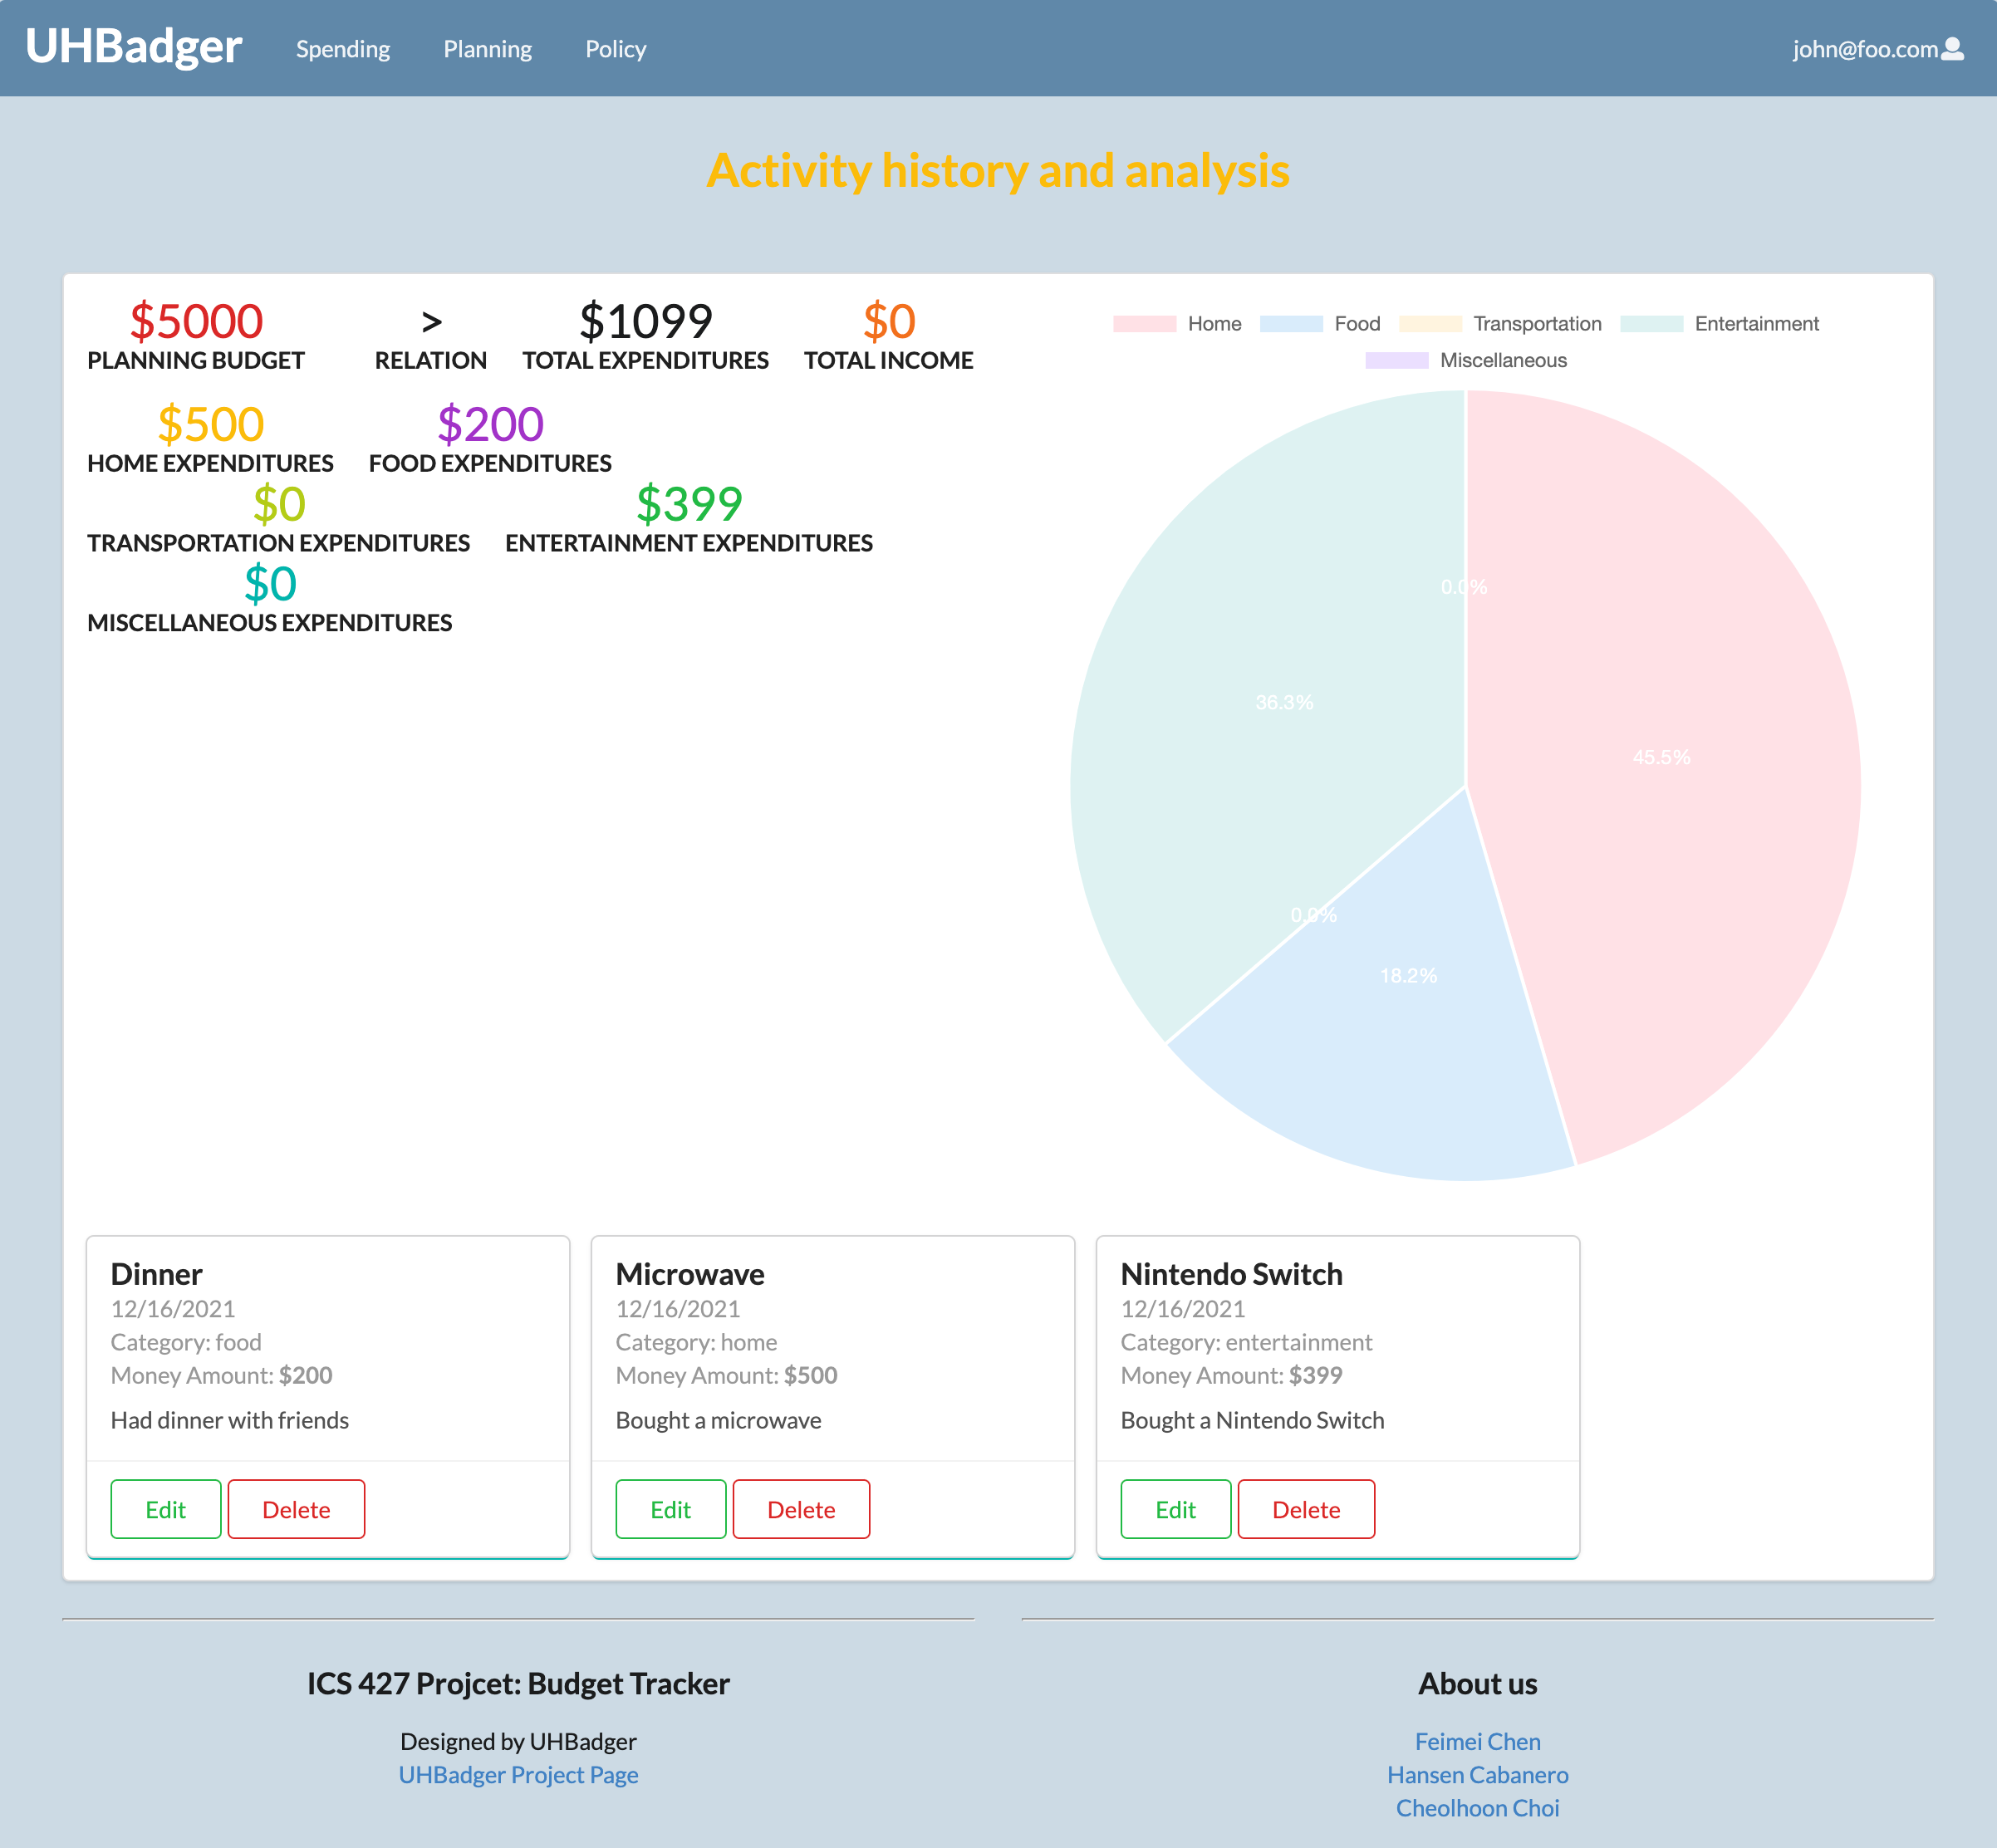 UHBadger Spending Planning Policy john@foo.com
Activity history and analysis
$5000 > $1099 $0
PLANNING BUDGET RELATION TOTAL EXPENDITURES TOTAL INCOME
$500 $200
HOME EXPENDITURES FOOD EXPENDITURES
$0 $399
TRANSPORTATION EXPENDITURES ENTERTAINMENT EXPENDITURES
$0
MISCELLANEOUS EXPENDITURES
Home Food Transportation Entertainment
Miscellaneous
0.0%
36.3%
45.5%
0.0%
18.2%
Dinner
12/16/2021
Category: food
Money Amount: $200
Had dinner with friends
Edit Delete
Microwave
12/16/2021
Category: home
Money Amount: $500
Bought a microwave
Edit Delete
Nintendo Switch
12/16/2021
Category: entertainment
Money Amount: $399
Bought a Nintendo Switch
Edit Delete
ICS 427 Projcet: Budget Tracker
Designed by UHBadger
UHBadger Project Page
About us
Feimei Chen
Hansen Cabanero
Cheolhoon Choi